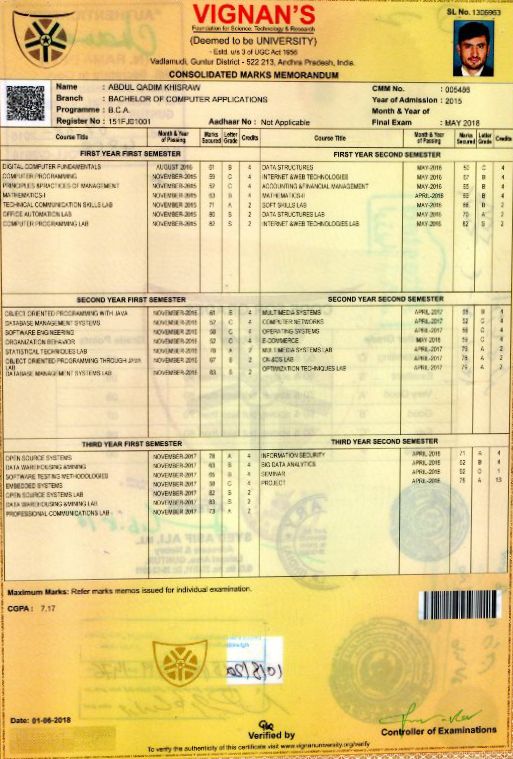 VIGNAN'S
Foundation for Science, Technology & Research
(Deemed to be UNIVERSITY)
- Estd. u/s 3 of UGC Act 1956
Vadlamudi, Guntur District - 522 213, Andhra Pradesh, India.
CONSOLIDATED MARKS MEMORANDUM
SL No. 1306963
Name : ABDUL QADIM KHISRAW
Branch : BACHELOR OF COMPUTER APPLICATIONS
Programme : B.C.A.
Register No : 151FJ01001 Aadhaar No : Not Applicable
CMM No. : 005486
Year of Admission : 2015
Month & Year of
Final Exam : MAY 2018
Course Title Month & Year of Passing Marks Secured Letter Grade Credits Course Title Month & Year of Passing Marks Secured Letter Grade Credits
FIRST YEAR FIRST SEMESTER
DIGITAL COMPUTER FUNDAMENTALS AUGUST 2016 61 B 4
COMPUTER PROGRAMMING NOVEMBER-2015 59 C 4
PRINCIPLES &PRACTICES OF MANAGEMENT NOVEMBER-2015 52 C 4
MATHEMATICS-I NOVEMBER-2015 63 B 4
TECHNICAL COMMUNICATION SKILLS LAB NOVEMBER-2015 71 A 2
OFFICE AUTOMATION LAB NOVEMBER-2015 80 S 2
COMPUTER PROGRAMMING LAB NOVEMBER-2015 82 S 2
FIRST YEAR SECOND SEMESTER
DATA STRUCTURES MAY-2016 50 C 4
INTERNET &WEB TECHNOLOGIES MAY-2016 67 B 4
ACCOUNTING &FINANCIAL MANAGEMENT MAY-2016 65 B 4
MATHEMATICS-II APRIL-2018 B 4
SOFT SKILLS LAB MAY-2016 B 2
DATA STRUCTURES LAB MAY-2016 70 A 2
INTERNET &WEB TECHNOLOGIES LAB MAY-2016 82 S 2
SECOND YEAR FIRST SEMESTER
OBJECT ORIENTED PROGRAMMING WITH JAVA NOVEMBER-2016 61 B 4
DATABASE MANAGEMENT SYSTEMS NOVEMBER-2016 57 C 4
SOFTWARE ENGINEERING NOVEMBER-2016 C 4
ORGANIZATION BEHAVIOR NOVEMBER-2016 52 C 4
STATISTICAL TECHNIQUES LAB NOVEMBER-2016 A 2
OBJECT ORIENTED PROGRAMMING THROUGH JAVA LAB NOVEMBER-2016 67 B 2
DATABASE MANAGEMENT SYSTEMS LAB NOVEMBER-2016 83 S 2
SECOND YEAR SECOND SEMESTER
MULTIMEDIA SYSTEMS APRIL-2017 B 4
COMPUTER NETWORKS APRIL-2017 C 4
OPERATING SYSTEMS APRIL-2017 C 4
E-COMMERCE MAY-2018 C 4
MULTIMEDIA SYSTEMS LAB APRIL-2017 A 2
CN &OS LAB APRIL-2017 78 A 2
OPTIMIZATION TECHNIQUES LAB APRIL-2017 79 A 2
THIRD YEAR FIRST SEMESTER
OPEN SOURCE SYSTEMS NOVEMBER-2017 78 A 4
DATA WAREHOUSING &MINING NOVEMBER-2017 63 B 4
SOFTWARE TESTING METHODOLOGIES NOVEMBER-2017 65 B 4
EMBEDDED SYSTEMS NOVEMBER-2017 C 4
OPEN SOURCE SYSTEMS LAB NOVEMBER-2017 82 S 2
DATA WAREHOUSING &MINING LAB NOVEMBER-2017 83 S 2
PROFESSIONAL COMMUNICATIONS LAB NOVEMBER-2017 73 A 2
THIRD YEAR SECOND SEMESTER
INFORMATION SECURITY APRIL-2018 71 A 4
BIG DATA ANALYTICS APRIL-2018 62 B 4
SEMINAR APRIL-2018 1
PROJECT APRIL-2018 A 13
Maximum Marks: Refer marks memos issued for individual examination.
CGPA : 7.17
Date: 01-06-2018
Verified by
Controller of Examinations
To verify the authenticity of this certificate visit www.vignanuniversity.org/verify